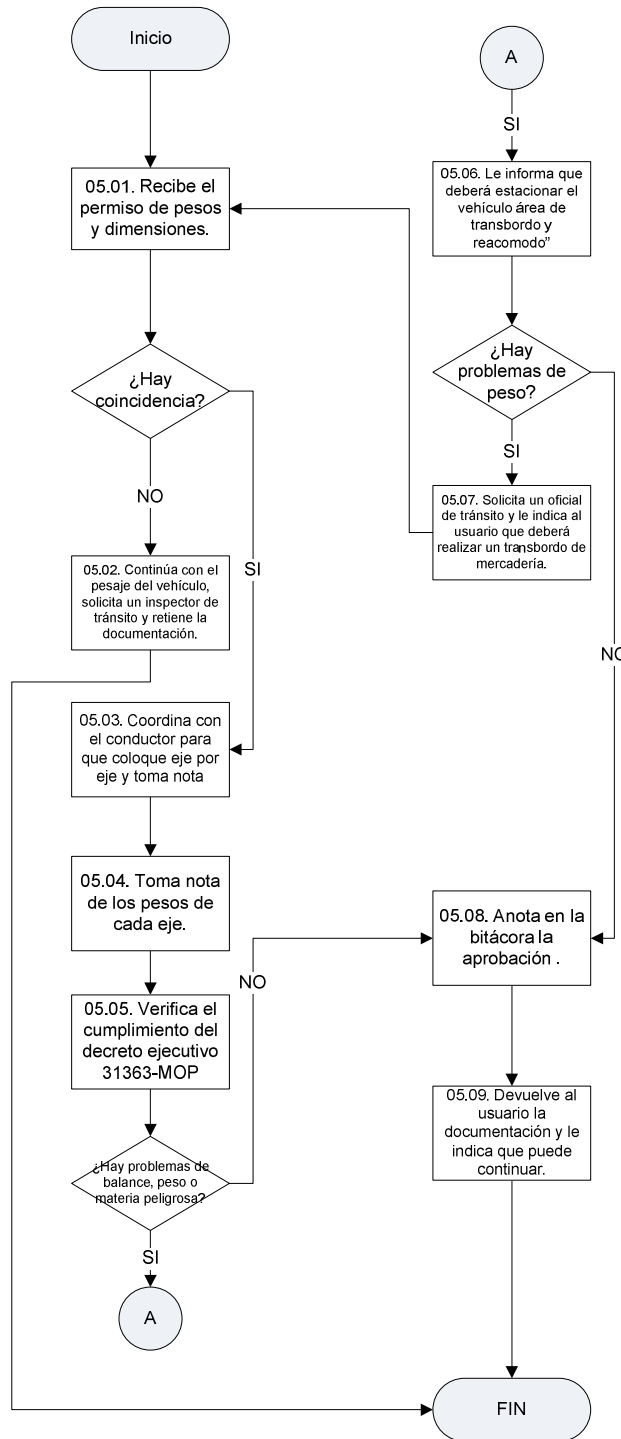 Inicio
05.01. Recibe el
permiso de pesos
y dimensiones.
¿Hay
coincidencia?
NO
SI
05.02. Continúa con el
pesaje del vehículo,
solicita un inspector de
tránsito y retiene la
documentación.
05.03. Coordina con
el conductor para
que coloque eje por
eje y toma nota
05.04. Toma nota
de los pesos de
cada eje.
05.05. Verifica el
cumplimiento del
decreto ejecutivo
31363-MOP
¿Hay problemas de
balance, peso o
materia peligrosa?
NO
SI
A
A
SI
05.06. Le informa que
deberá estacionar el
vehículo área de
transbordo y
reacomodo”
¿Hay
problemas de
peso?
SI
NO
05.07. Solicita un oficial
de tránsito y le indica al
usuario que deberá
realizar un transbordo de
mercadería.
05.08. Anota en la
bitácora la
aprobación .
05.09. Devuelve al
usuario la
documentación y le
indica que puede
continuar.
FIN